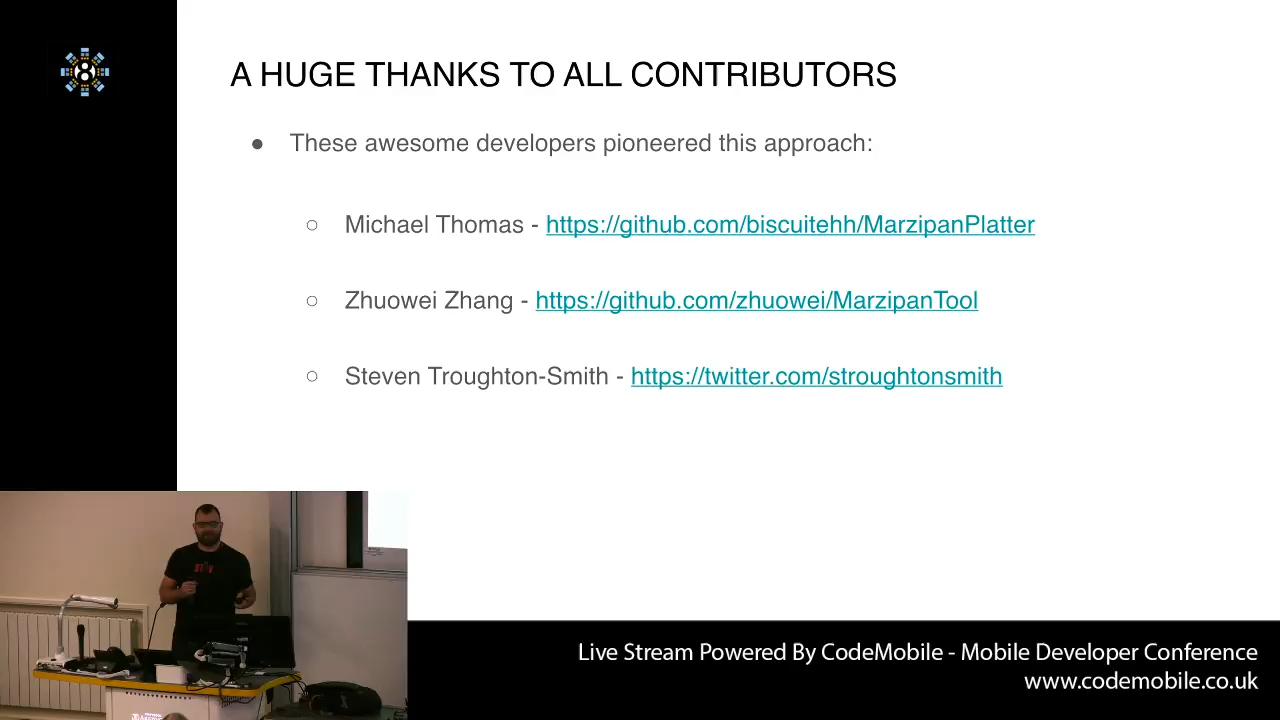 8
A HUGE THANKS TO ALL CONTRIBUTORS
● These awesome developers pioneered this approach:
○ Michael Thomas - https://github.com/biscuitehh/MarzipanPlatter
○ Zhuowei Zhang - https://github.com/zhuowei/MarzipanTool
○ Steven Troughton-Smith - https://twitter.com/stroughtonsmith
Live Stream Powered By CodeMobile - Mobile Developer Conference
www.codemobile.co.uk